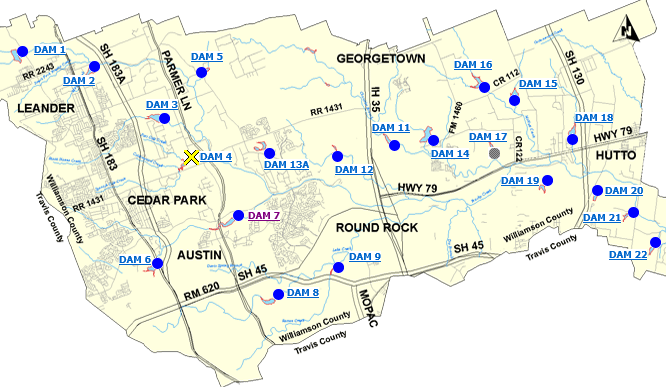 DAM 1
DAM 2
RR 2243
SH 183A
PARMER LN
DAM 5
GEORGETOWN
DAM 16
CR 112
DAM 15
SH 130
N
LEANDER
DAM 3
RR 1431
IH 35
FM 1460
DAM 11
DAM 14
DAM 17
CR122
DAM 18
HWY 79
HUTTO
SH 183
DAM 4
DAM 13A
DAM 12
DAM 19
DAM 20
HWY 79
RR 1431
Williamson County
Travis County
CEDAR PARK
DAM 7
ROUND ROCK
DAM 21
Williamson County
Travis County
SH 45
DAM 22
AUSTIN
DAM 6
SH 45
DAM 9
RM 620
DAM 8
MOPAC
Williamson County
Travis County